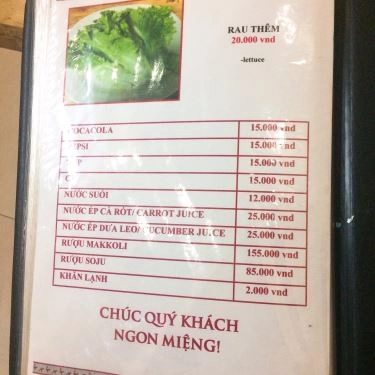 RAU THÊM
20.000 vnd
-lettuce
COCACOLA 15.000 vnd
PEPSI 15.000 vnd
15.000 vnd
15.000 vnd
NƯỚC SUỐI 12.000 vnd
NƯỚC ÉP CÀ RỐT/ CARROT JUICE 25.000 vnd
NƯỚC ÉP DƯA LEO/ CUCUMBER JUICE 25.000 vnd
RƯỢU MAKKOLI 155.000 vnd
RƯỢU SOJU 85.000 vnd
KHĂN LẠNH 2.000 vnd
CHÚC QUÝ KHÁCH
NGON MIỆNG!